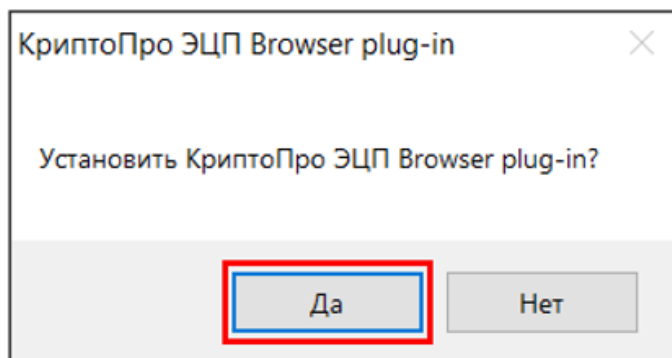 КриптоПро ЭЦП Browser plug-in
Установить КриптоПро ЭЦП Browser plug-in?
Да
Нет